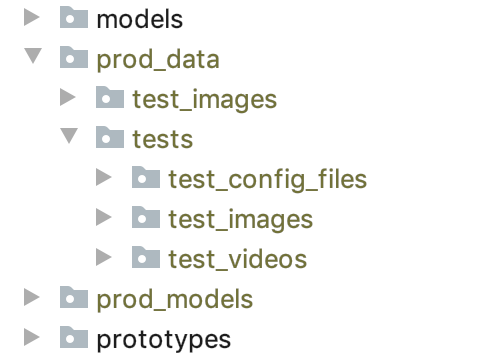 models
prod_data
test_images
tests
test_config_files
test_images
test_videos
prod_models
prototypes